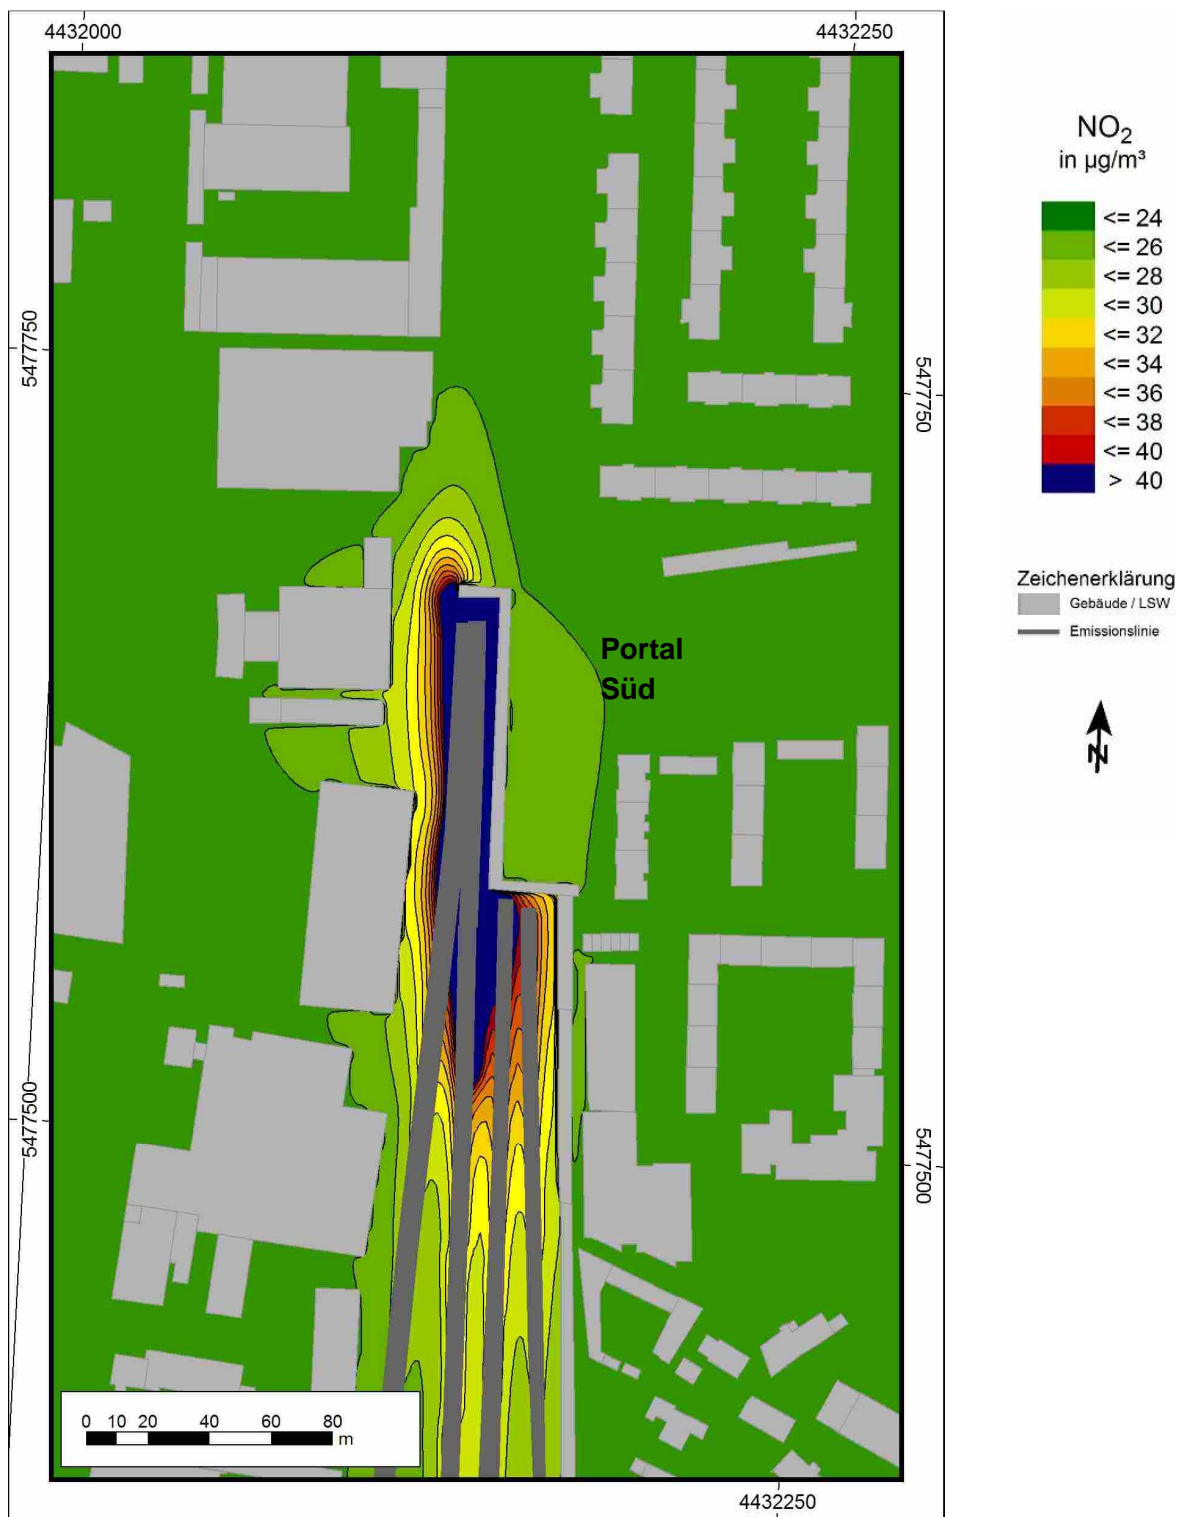 4432000
4432250
5477750
5477750
Portal
Süd
5477500
5477500
0 10 20 40 60 80
m
4432250
NO₂
in µg/m³
<= 24
<= 26
<= 28
<= 30
<= 32
<= 34
<= 36
<= 38
<= 40
> 40
Zeichenerklärung
Gebäude / LSW
Emissionslinie
N